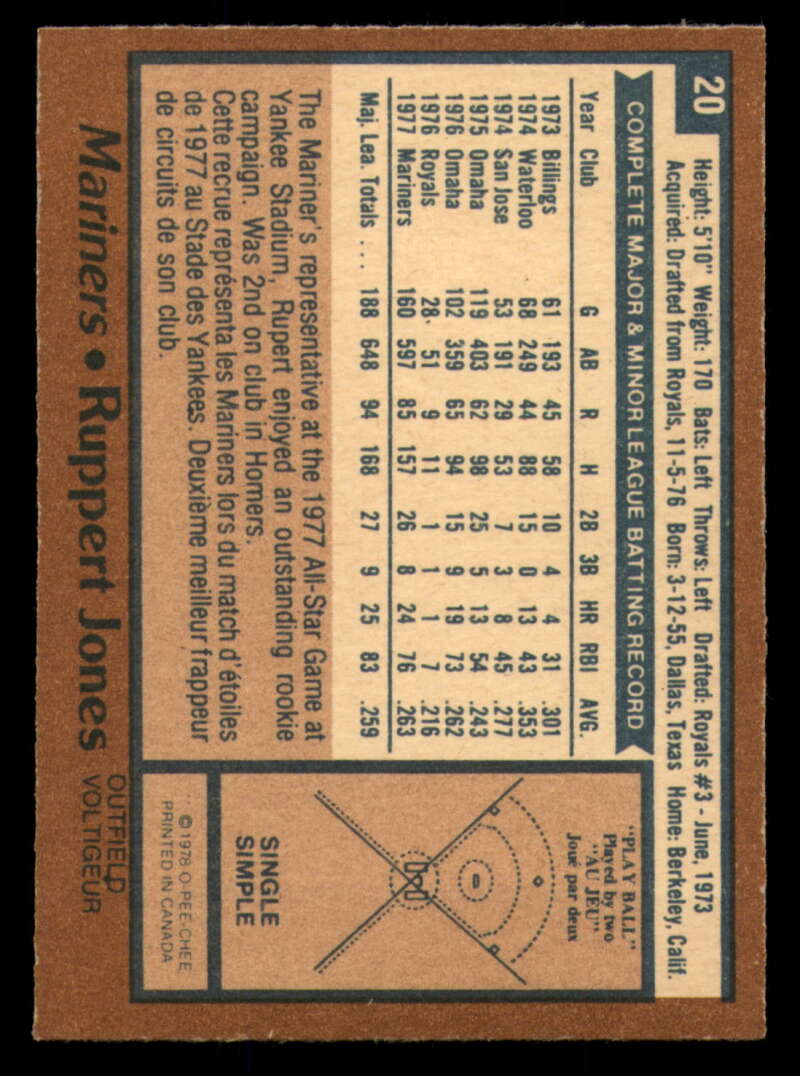 20
Height: 5'10" Weight: 170 Bats: Left Throws: Left Drafted: Royals #3 - June, 1973
Acquired: Drafted from Royals, 11-5-76 Born: 3-12-55, Dallas, Texas Home: Berkeley, Calif.
COMPLETE MAJOR & MINOR LEAGUE BATTING RECORD
Year Club G AB R H 2B 3B HR RBI AVG.
1973 Billings 61 193 45 58 10 4 4 31 .301
1974 Waterloo 68 249 44 88 15 0 13 43 .353
1974 San Jose 53 191 29 53 7 3 8 45 .277
1975 Omaha 119 403 62 98 25 5 13 54 .243
1976 Omaha 102 359 65 94 15 9 19 73 .262
1976 Royals 28 51 9 11 1 1 1 7 .216
1977 Mariners 160 597 85 157 26 8 24 76 .263
Maj. Lea. Totals ... 188 648 94 168 27 9 25 83 .259
The Mariner's representative at the 1977 All-Star Game at
Yankee Stadium, Rupert enjoyed an outstanding rookie
campaign. Was 2nd on club in Homers.
Cette recrue représenta les Mariners lors du match d'étoiles
de 1977 au Stade des Yankees. Deuxième meilleur frappeur
de circuits de son club.
"PLAY BALL"
Played by two
"AU JEU"
Joué par deux
SINGLE
SIMPLE
© 1978 O-PEE-CHEE
PRINTED IN CANADA
Mariners • Ruppert Jones
OUTFIELD
VOLTIGEUR